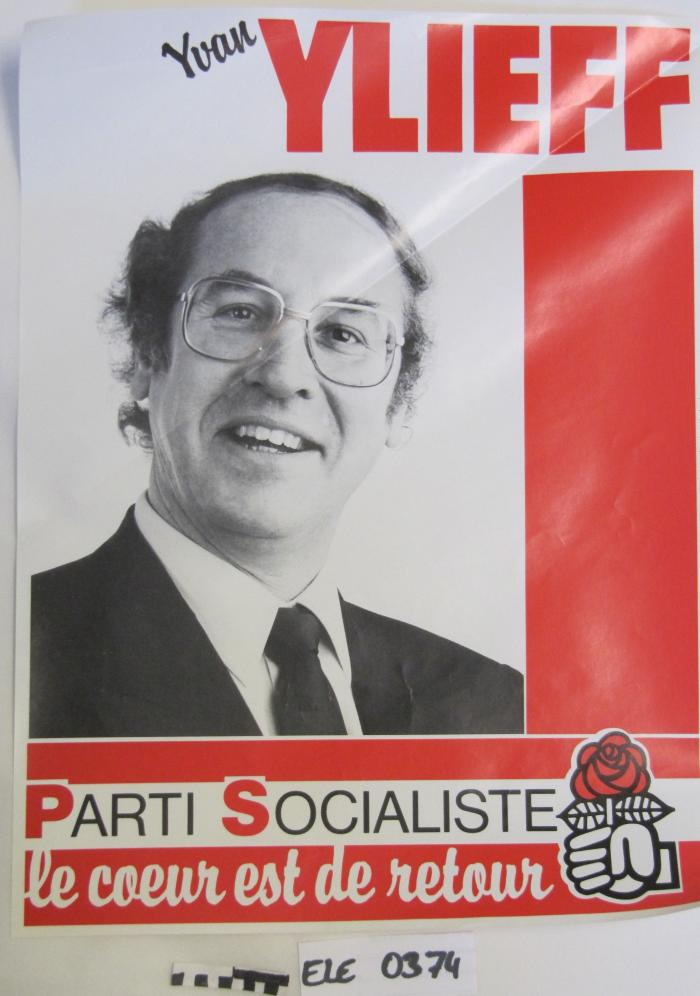 Yvan
YLIEFF
PARTI SOCIALISTE
le coeur est de retour
ELE 0374